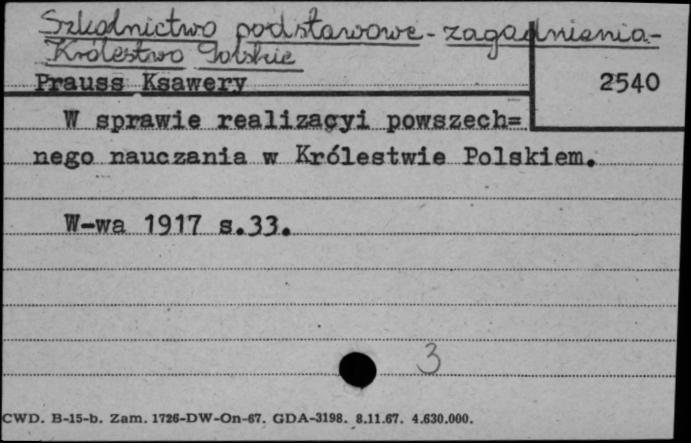 Szkolnictwo podstawowe - zagadnienia -
Królestwo Polskie
Prauss Ksawery
2540
W sprawie realizacyi powszech=
nego nauczania w Królestwie Polskiem.
W-wa 1917 s.33.
3
CWD. B-15-b. Zam. 1726-DW-On-67. GDA-3198. 8.11.67. 4.630.000.